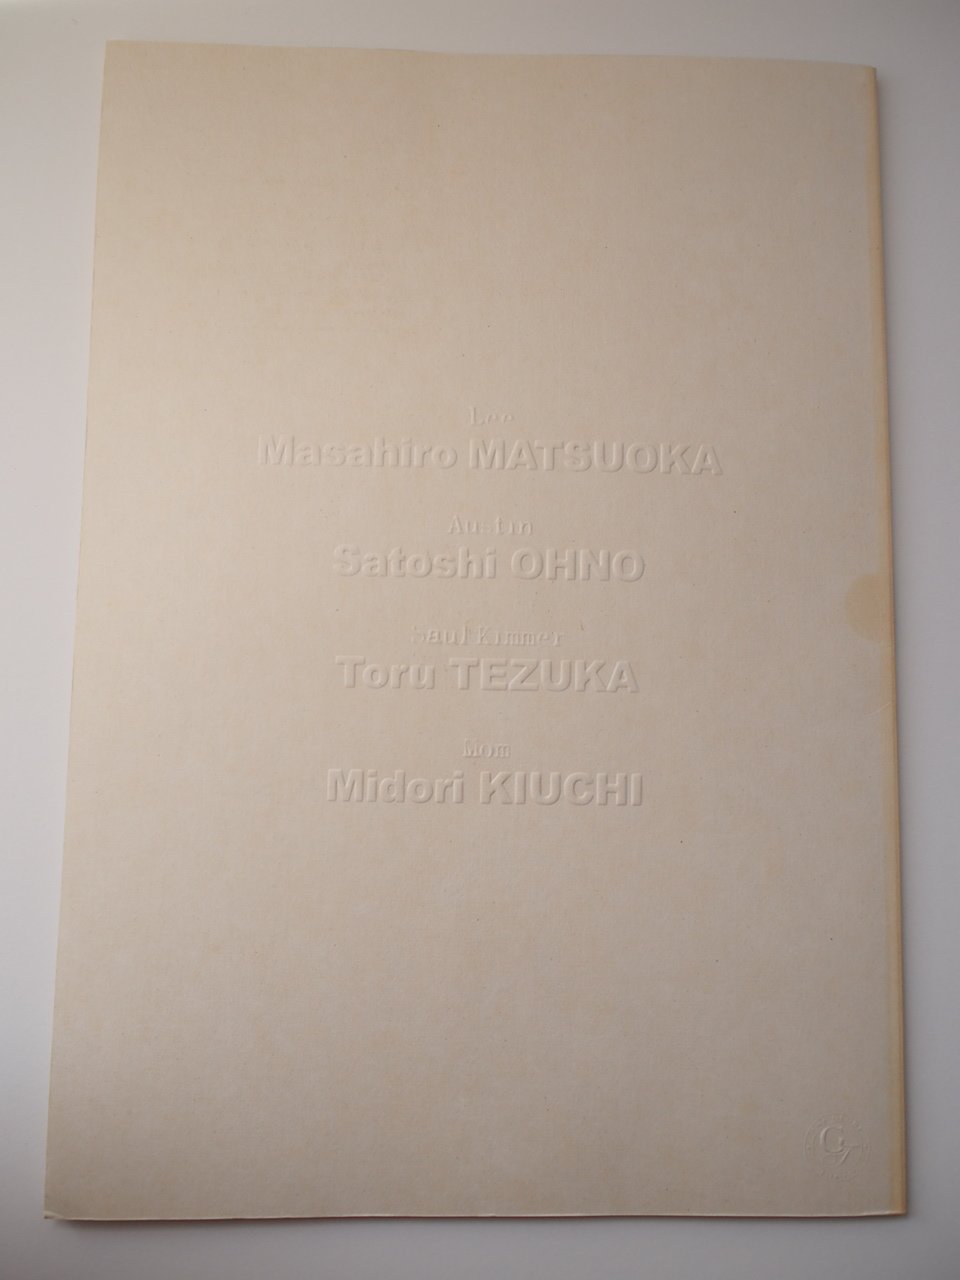 Lee
Masahiro MATSUOKA
Austin
Satoshi OHNO
Saul Kimmer
Toru TEZUKA
Mom
Midori KIUCHI
G